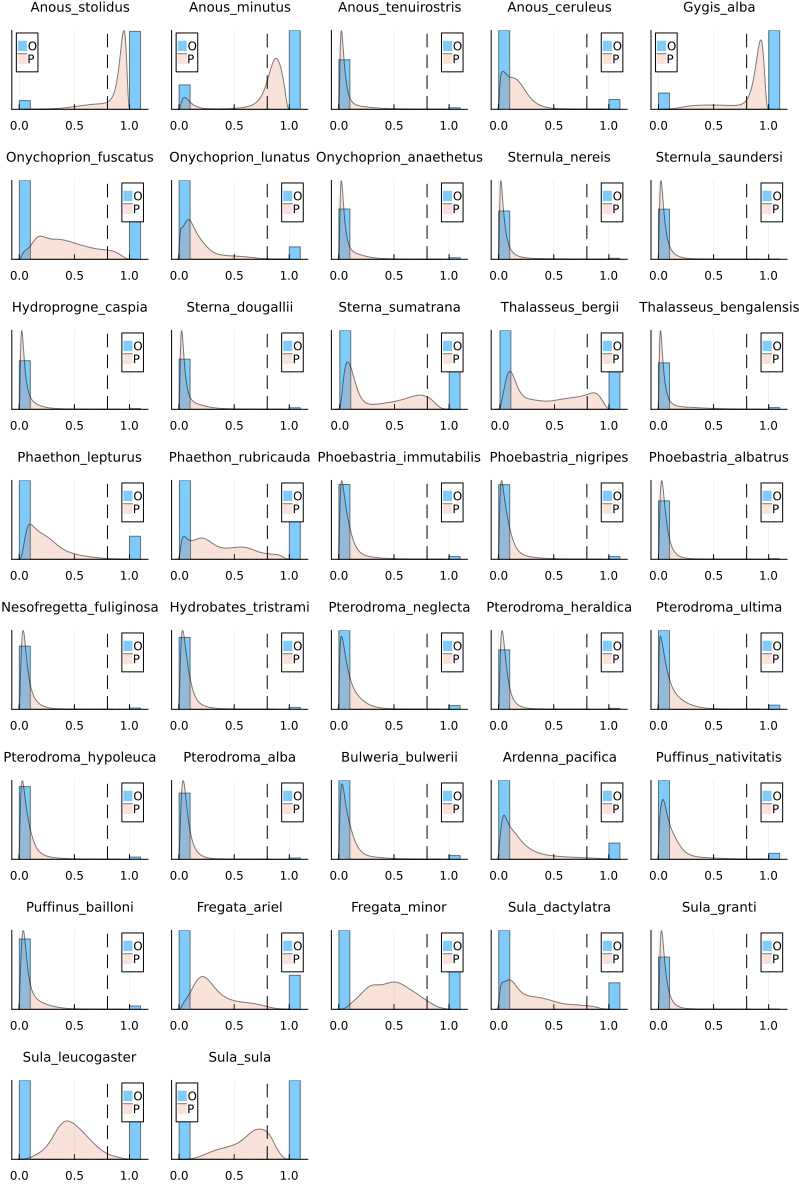 Anous_stolidus Anous_minutus Anous_tenuirostris Anous_ceruleus Gygis_alba
O O O O O
P P P P P
0.0 0.5 1.0 0.0 0.5 1.0 0.0 0.5 1.0 0.0 0.5 1.0 0.0 0.5 1.0
Onychoprion_fuscatus Onychoprion_lunatus Onychoprion_anaethetus Sternula_nereis Sternula_saundersi
O O O O O
P P P P P
0.0 0.5 1.0 0.0 0.5 1.0 0.0 0.5 1.0 0.0 0.5 1.0 0.0 0.5 1.0
Hydroprogne_caspia Sterna_dougallii Sterna_sumatrana Thalasseus_bergii Thalasseus_bengalensis
O O O O O
P P P P P
0.0 0.5 1.0 0.0 0.5 1.0 0.0 0.5 1.0 0.0 0.5 1.0 0.0 0.5 1.0
Phaethon_lepturus Phaethon_rubricauda Phoebastria_immutabilis Phoebastria_nigripes Phoebastria_albatrus
O O O O O
P P P P P
0.0 0.5 1.0 0.0 0.5 1.0 0.0 0.5 1.0 0.0 0.5 1.0 0.0 0.5 1.0
Nesofregetta_fuliginosa Hydrobates_tristrami Pterodroma_neglecta Pterodroma_heraldica Pterodroma_ultima
O O O O O
P P P P P
0.0 0.5 1.0 0.0 0.5 1.0 0.0 0.5 1.0 0.0 0.5 1.0 0.0 0.5 1.0
Pterodroma_hypoleuca Pterodroma_alba Bulweria_bulwerii Ardenna_pacifica Puffinus_nativitatis
O O O O O
P P P P P
0.0 0.5 1.0 0.0 0.5 1.0 0.0 0.5 1.0 0.0 0.5 1.0 0.0 0.5 1.0
Puffinus_bailloni Fregata_ariel Fregata_minor Sula_dactylatra Sula_granti
O O O O O
P P P P P
0.0 0.5 1.0 0.0 0.5 1.0 0.0 0.5 1.0 0.0 0.5 1.0 0.0 0.5 1.0
Sula_leucogaster Sula_sula
O O
P P
0.0 0.5 1.0 0.0 0.5 1.0